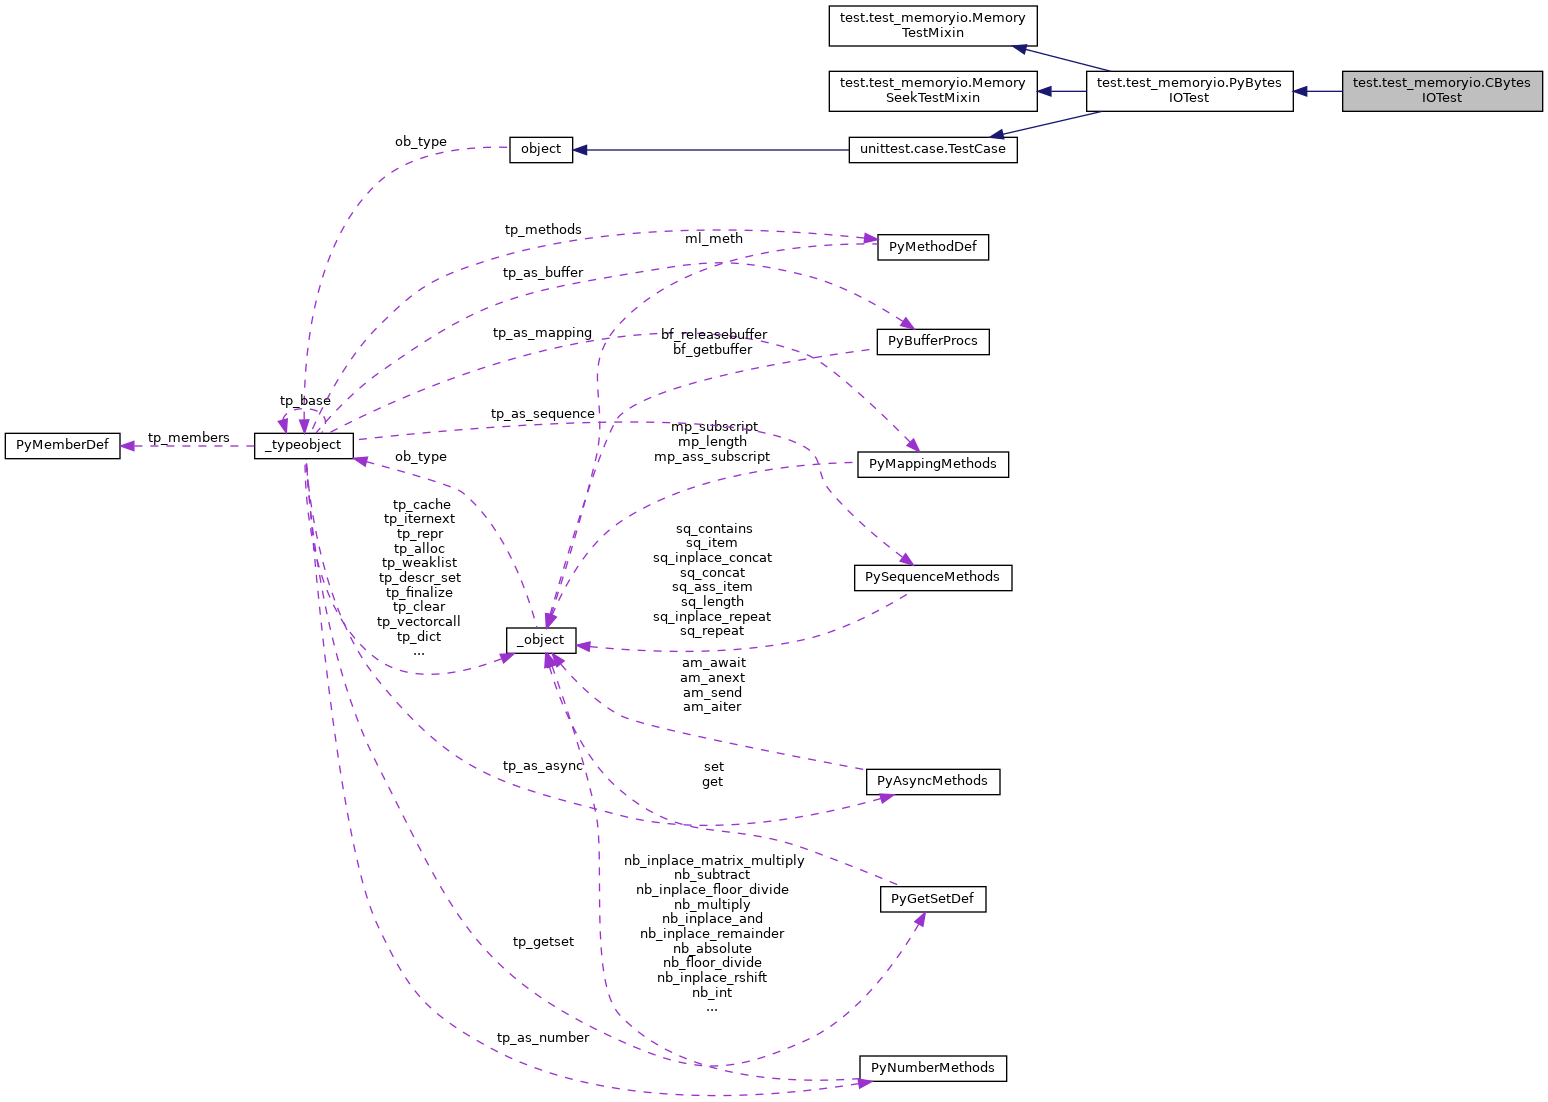 test.test_memoryio.Memory
TestMixin
test.test_memoryio.Memory
SeekTestMixin
test.test_memoryio.PyBytes
IOTest
test.test_memoryio.CBytes
IOTest
ob_type
object
unittest.case.TestCase
tp_methods
ml_meth
PyMethodDef
tp_as_buffer
tp_as_mapping
bf_releasebuffer
bf_getbuffer
PyBufferProcs
tp_base
tp_as_sequence
PyMemberDef
tp_members
_typeobject
ob_type
mp_subscript
mp_length
mp_ass_subscript
PyMappingMethods
tp_cache
tp_iternext
tp_repr
tp_alloc
tp_weaklist
tp_descr_set
tp_finalize
tp_clear
tp_vectorcall
tp_dict
...
sq_contains
sq_item
sq_inplace_concat
sq_concat
sq_ass_item
sq_length
sq_inplace_repeat
sq_repeat
PySequenceMethods
_object
am_await
am_anext
am_send
am_aiter
tp_as_async
set
get
PyAsyncMethods
nb_inplace_matrix_multiply
nb_subtract
nb_inplace_floor_divide
nb_multiply
nb_inplace_and
nb_inplace_remainder
nb_absolute
nb_floor_divide
nb_inplace_rshift
nb_int
...
PyGetSetDef
tp_getset
tp_as_number
PyNumberMethods